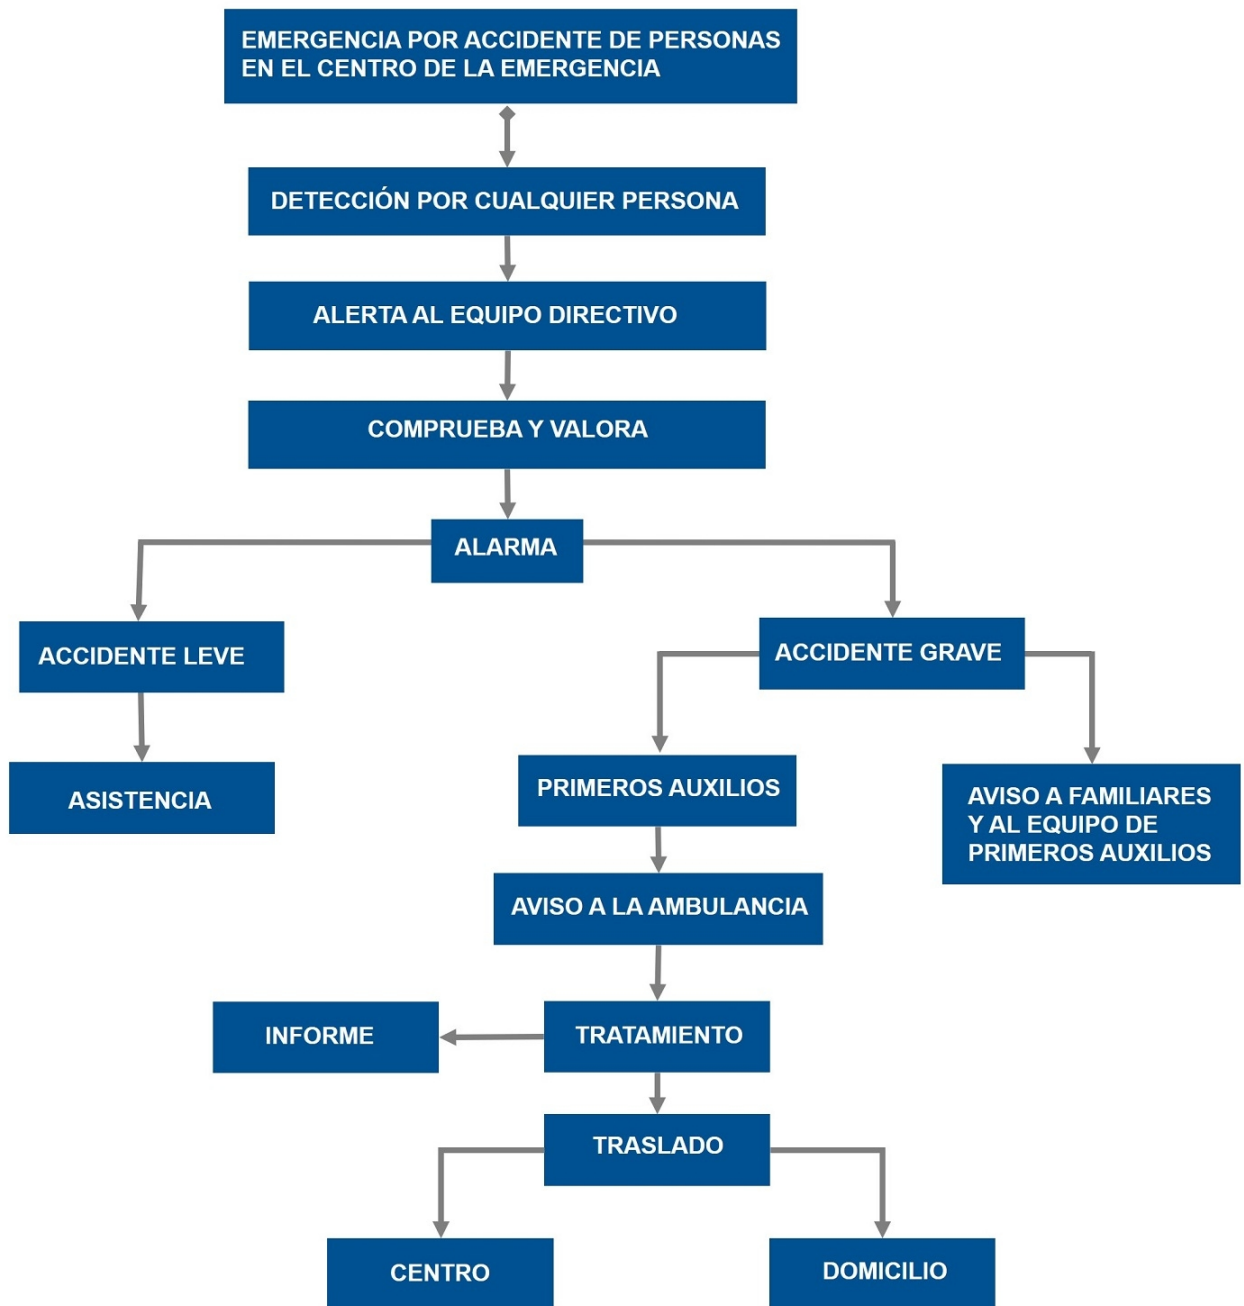 EMERGENCIA POR ACCIDENTE DE PERSONAS
EN EL CENTRO DE LA EMERGENCIA
DETECCIÓN POR CUALQUIER PERSONA
ALERTA AL EQUIPO DIRECTIVO
COMPRUEBA Y VALORA
ALARMA
ACCIDENTE LEVE
ACCIDENTE GRAVE
ASISTENCIA
PRIMEROS AUXILIOS
AVISO A FAMILIARES
Y AL EQUIPO DE
PRIMEROS AUXILIOS
AVISO A LA AMBULANCIA
INFORME
TRATAMIENTO
TRASLADO
CENTRO
DOMICILIO